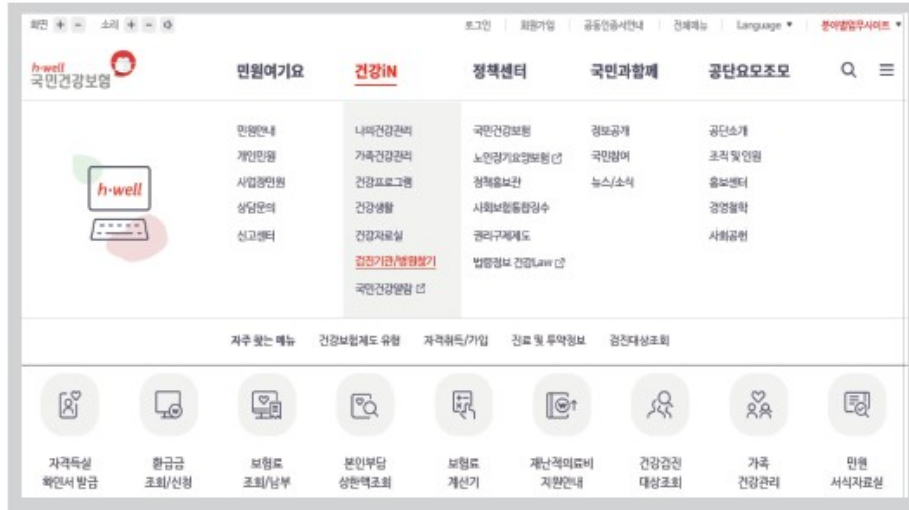 화면 + - 소리 + -
로그인 회원가입 공동인증서안내 전체메뉴 Language ▼ 분야별업무사이트 ▼
h·well
국민건강보험
민원여기요 건강iN 정책센터 국민과함께 공단요모조모
민원안내 나의건강관리 국민건강보험 정보공개 공단소개
개인민원 가족건강관리 노인장기요양보험 국민참여 조직 및 인원
사업장민원 건강프로그램 정책홍보관 뉴스/소식 홍보센터
h·well
상담문의 건강생활 사회보험통합징수 경영철학
신고센터 건강자료실 권리구제제도 사회공헌
검진기관/병원찾기 법령정보 건강Law
국민건강알람
자주 찾는 메뉴 건강보험제도 유형 자격취득/가입 진료 및 투약정보 검진대상조회
자격득실 환급금 보험료 본인부담 보험료 재난적의료비 건강검진 가족 민원
확인서 발급 조회/신청 조회/납부 상한액조회 계산기 지원안내 대상조회 건강관리 서식자료실